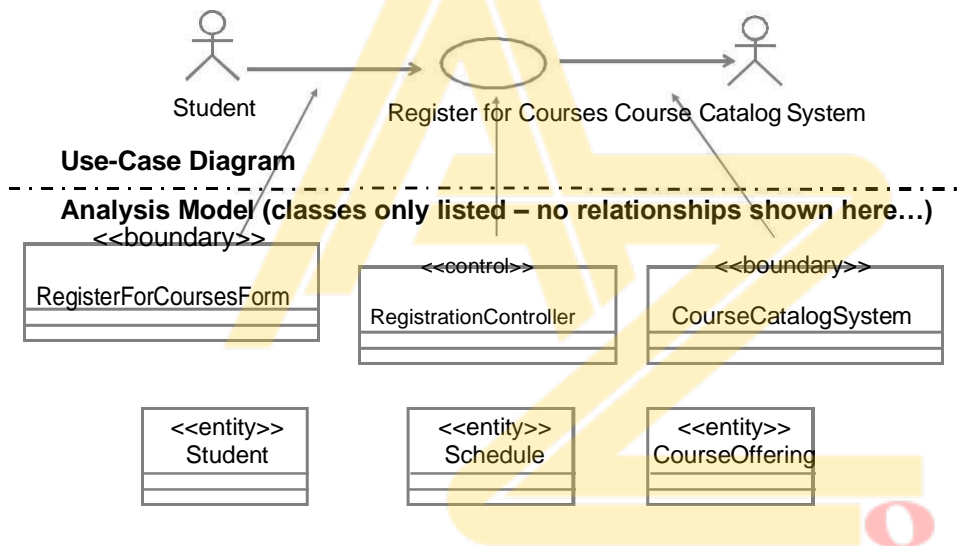 Student
Register for Courses Course Catalog System
Use-Case Diagram
Analysis Model (classes only listed – no relationships shown here…)
<<boundary>>
RegisterForCoursesForm
<<control>>
RegistrationController
<<boundary>>
CourseCatalogSystem
<<entity>>
Student
<<entity>>
Schedule
<<entity>>
CourseOffering